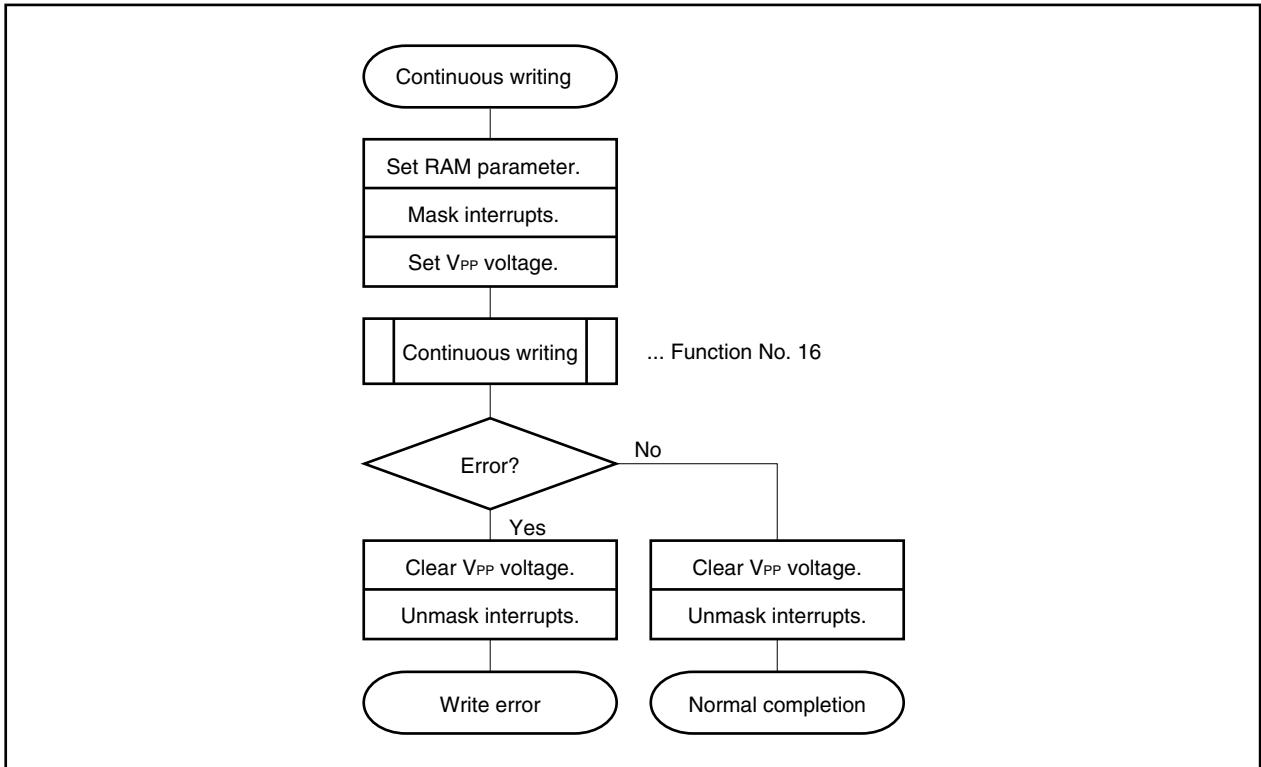 Continuous writing
Set RAM parameter.
Mask interrupts.
Set VPP voltage.
Continuous writing
... Function No. 16
Error?
No
Yes
Clear VPP voltage.
Unmask interrupts.
Write error
Clear VPP voltage.
Unmask interrupts.
Normal completion